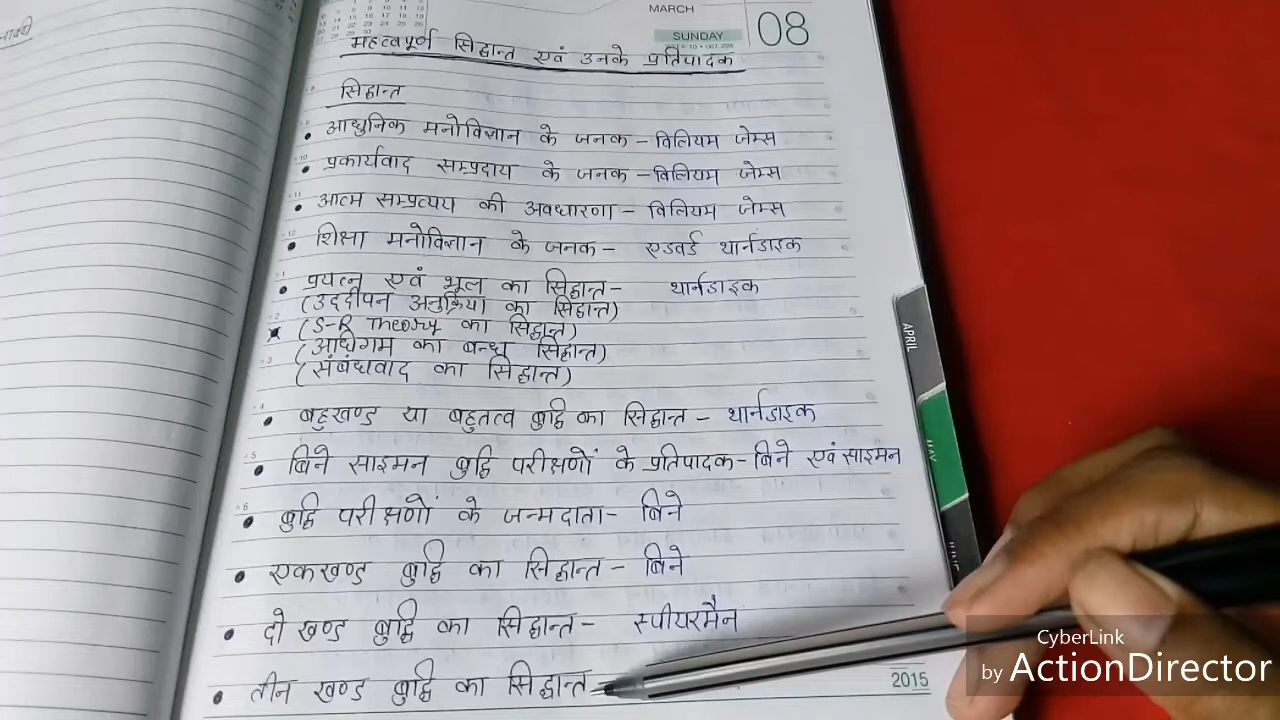 MARCH
SUNDAY
08
महत्वपूर्ण सिद्धान्त एवं उनके प्रतिपादक
सिद्धान्त
• आधुनिक मनोविज्ञान के जनक – विलियम जेम्स
• प्रकार्यवाद सम्प्रदाय के जनक – विलियम जेम्स
• आत्म सम्प्रत्यय की अवधारणा – विलियम जेम्स
• शिक्षा मनोविज्ञान के जनक – एडवर्ड थार्नडाइक
• प्रयत्न एवं भूल का सिद्धान्त – थार्नडाइक
(उद्दीपन अनुक्रिया का सिद्धान्त)
(S-R Theory का सिद्धान्त)
(अधिगम का बन्ध सिद्धान्त)
(संबंधवाद का सिद्धान्त)
• बहुखण्ड या बहुतत्व बुद्धि का सिद्धान्त – थार्नडाइक
• बिने साइमन बुद्धि परीक्षणों के प्रतिपादक – बिने एवं साइमन
• बुद्धि परीक्षणों के जन्मदाता – बिने
• एकखण्ड बुद्धि का सिद्धान्त – बिने
• दो खण्ड बुद्धि का सिद्धान्त – स्पीयरमैन
• तीन खण्ड बुद्धि का सिद्धान्त
APRIL
MAY
2015
CyberLink
by ActionDirector